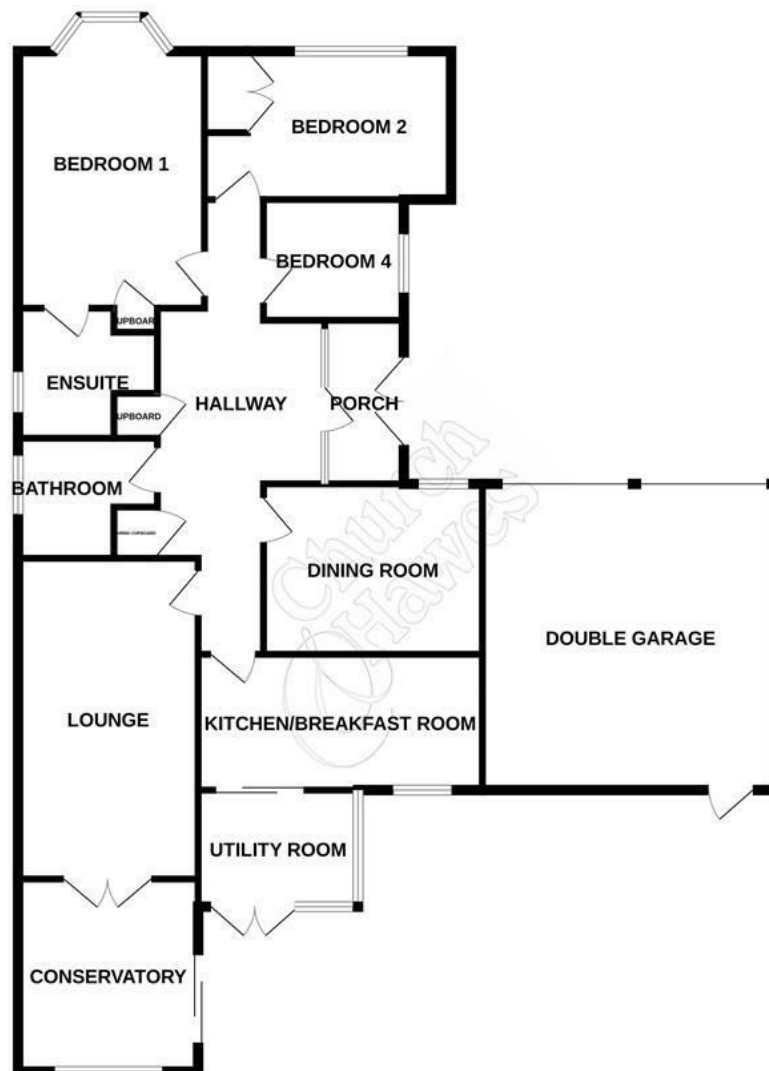 BEDROOM 1
BEDROOM 2
BEDROOM 4
UPBOAR
ENSUITE
HALLWAY
PORCH
UPBOARD
BATHROOM
DINING ROOM
DOUBLE GARAGE
LOUNGE
KITCHEN/BREAKFAST ROOM
UTILITY ROOM
CONSERVATORY
Church
& Hawes